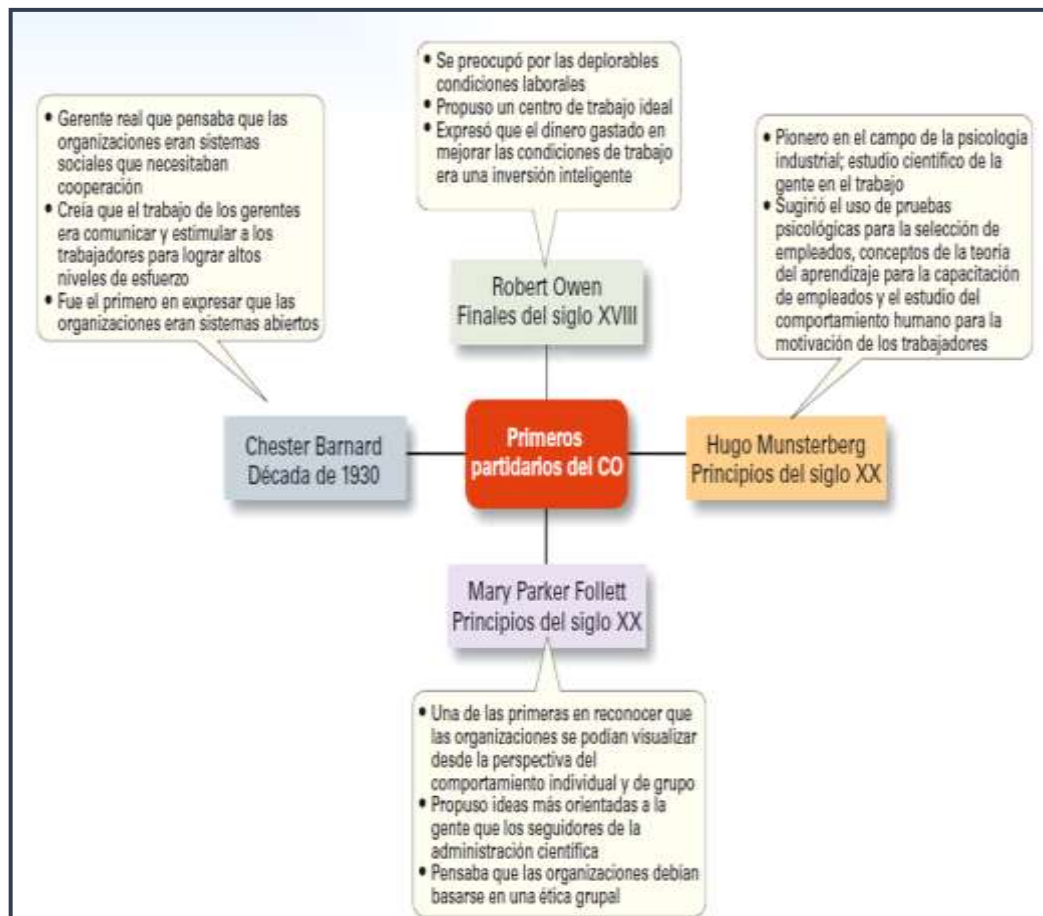 • Se preocupó por las deplorables
condiciones laborales
• Propuso un centro de trabajo ideal
• Expresó que el dinero gastado en
mejorar las condiciones de trabajo
era una inversión inteligente
• Gerente real que pensaba que las
organizaciones eran sistemas
sociales que necesitaban
cooperación
• Creía que el trabajo de los gerentes
era comunicar y estimular a los
trabajadores para lograr altos
niveles de esfuerzo
• Fue el primero en expresar que las
organizaciones eran sistemas abiertos
• Pionero en el campo de la psicología
industrial; estudio científico de la
gente en el trabajo
• Sugirió el uso de pruebas
psicológicas para la selección de
empleados, conceptos de la teoría
del aprendizaje para la capacitación
de empleados y el estudio del
comportamiento humano para la
motivación de los trabajadores
Robert Owen
Finales del siglo XVIII
Chester Barnard
Década de 1930
Primeros
partidarios del CO
Hugo Munsterberg
Principios del siglo XX
Mary Parker Follett
Principios del siglo XX
• Una de las primeras en reconocer que
las organizaciones se podían visualizar
desde la perspectiva del
comportamiento individual y de grupo
• Propuso ideas más orientadas a la
gente que los seguidores de la
administración científica
• Pensaba que las organizaciones debían
basarse en una ética grupal